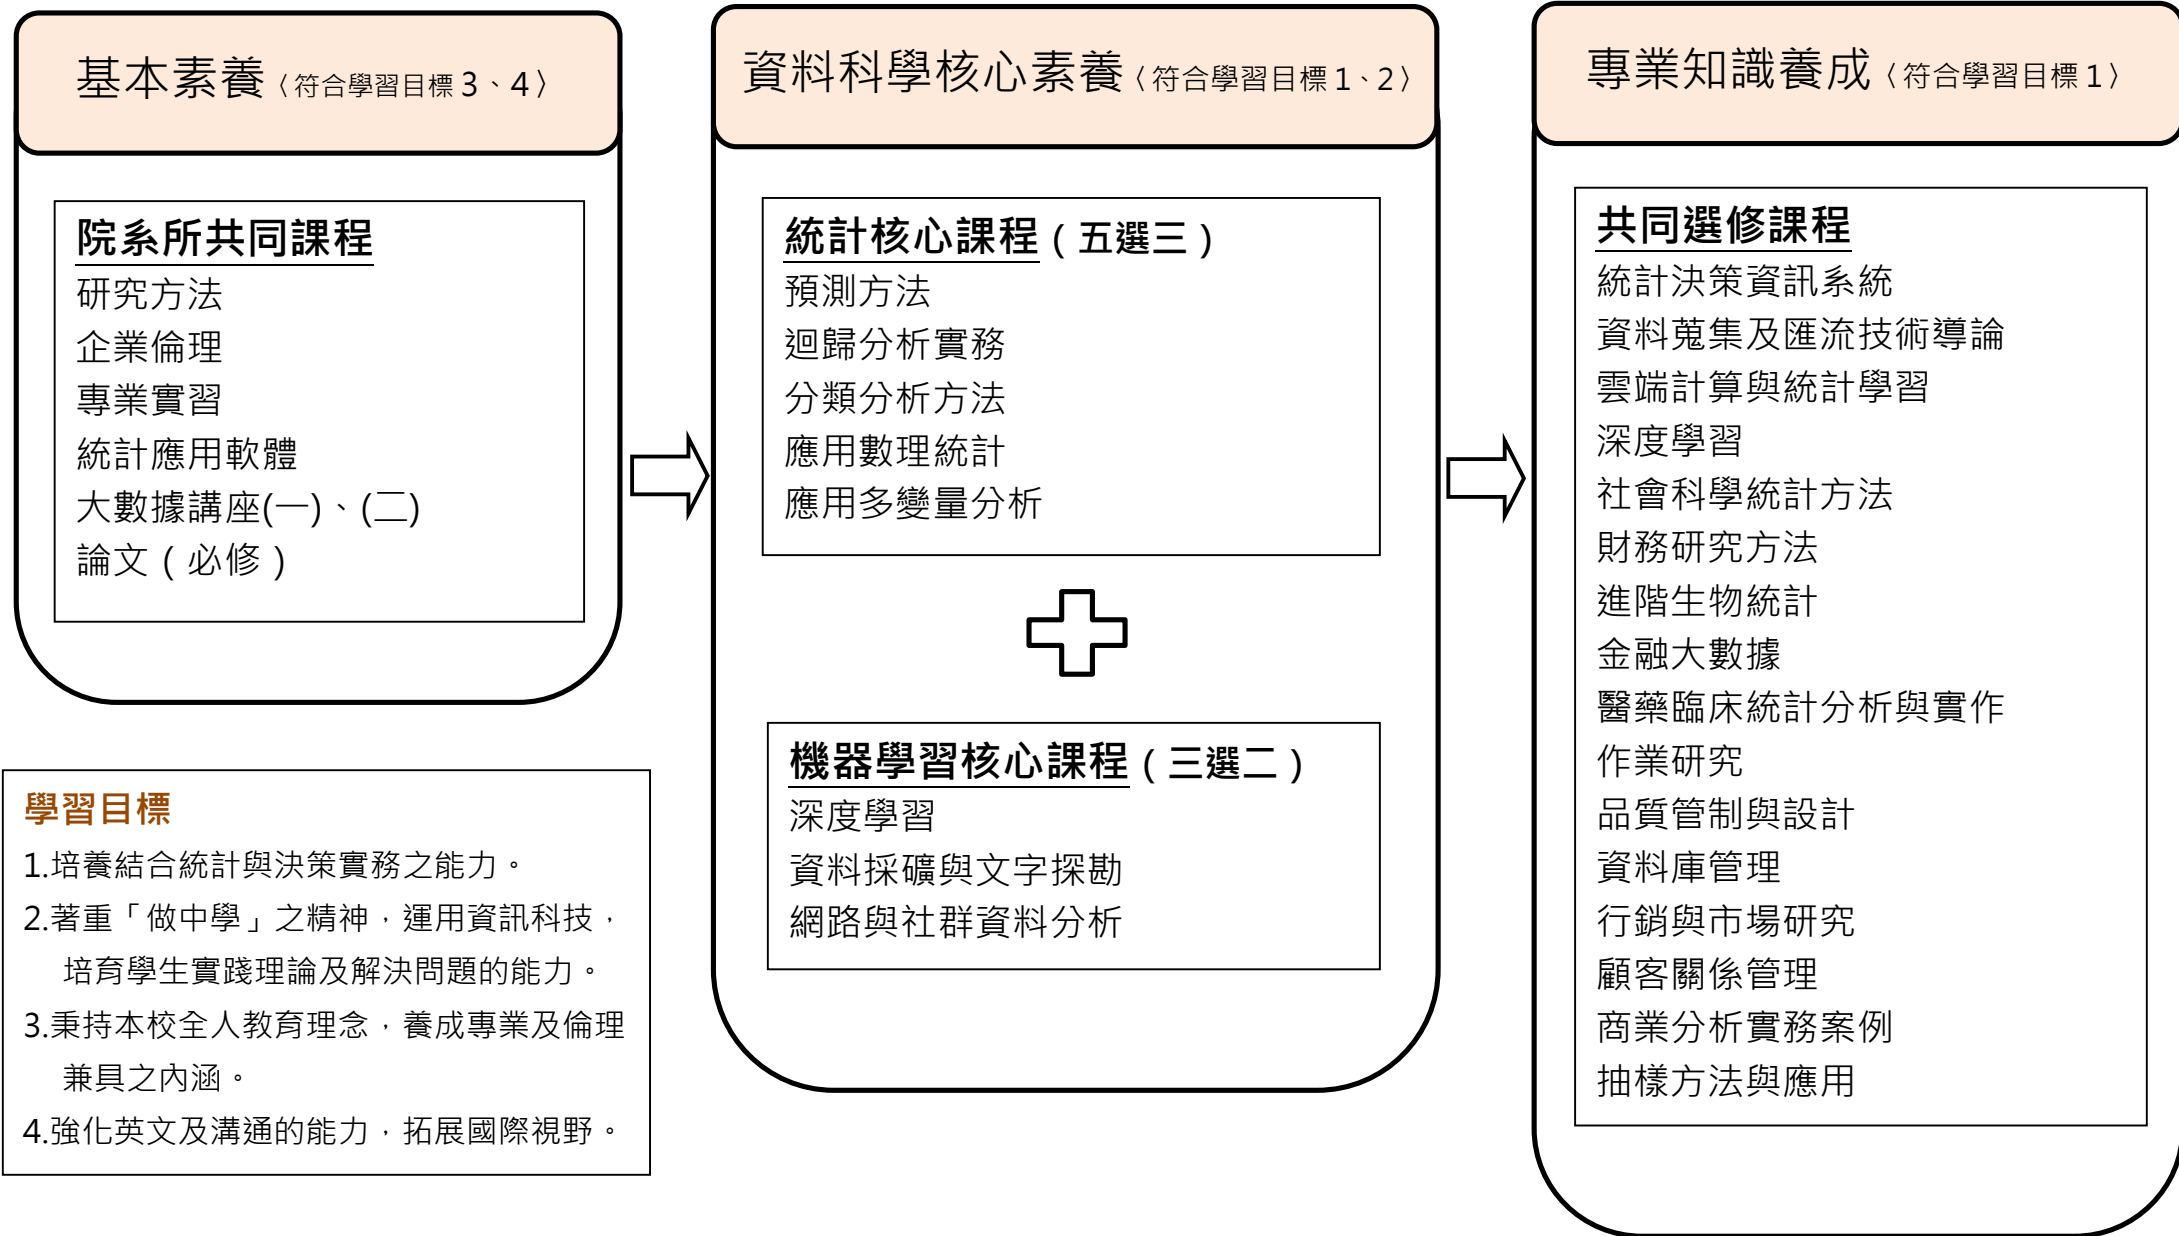 基本素養〈符合學習目標 3、4〉
院系所共同課程
研究方法
企業倫理
專業實習
統計應用軟體
大數據講座(一)、(二)
論文（必修）
學習目標
1.培養結合統計與決策實務之能力。
2.著重「做中學」之精神，運用資訊科技，
培育學生實踐理論及解決問題的能力。
3.秉持本校全人教育理念，養成專業及倫理
兼具之內涵。
4.強化英文及溝通的能力，拓展國際視野。
資料科學核心素養〈符合學習目標 1、2〉
統計核心課程（五選三）
預測方法
迴歸分析實務
分類分析方法
應用數理統計
應用多變量分析
機器學習核心課程（三選二）
深度學習
資料採礦與文字探勘
網路與社群資料分析
專業知識養成〈符合學習目標 1〉
共同選修課程
統計決策資訊系統
資料蒐集及匯流技術導論
雲端計算與統計學習
深度學習
社會科學統計方法
財務研究方法
進階生物統計
金融大數據
醫藥臨床統計分析與實作
作業研究
品質管制與設計
資料庫管理
行銷與市場研究
顧客關係管理
商業分析實務案例
抽樣方法與應用